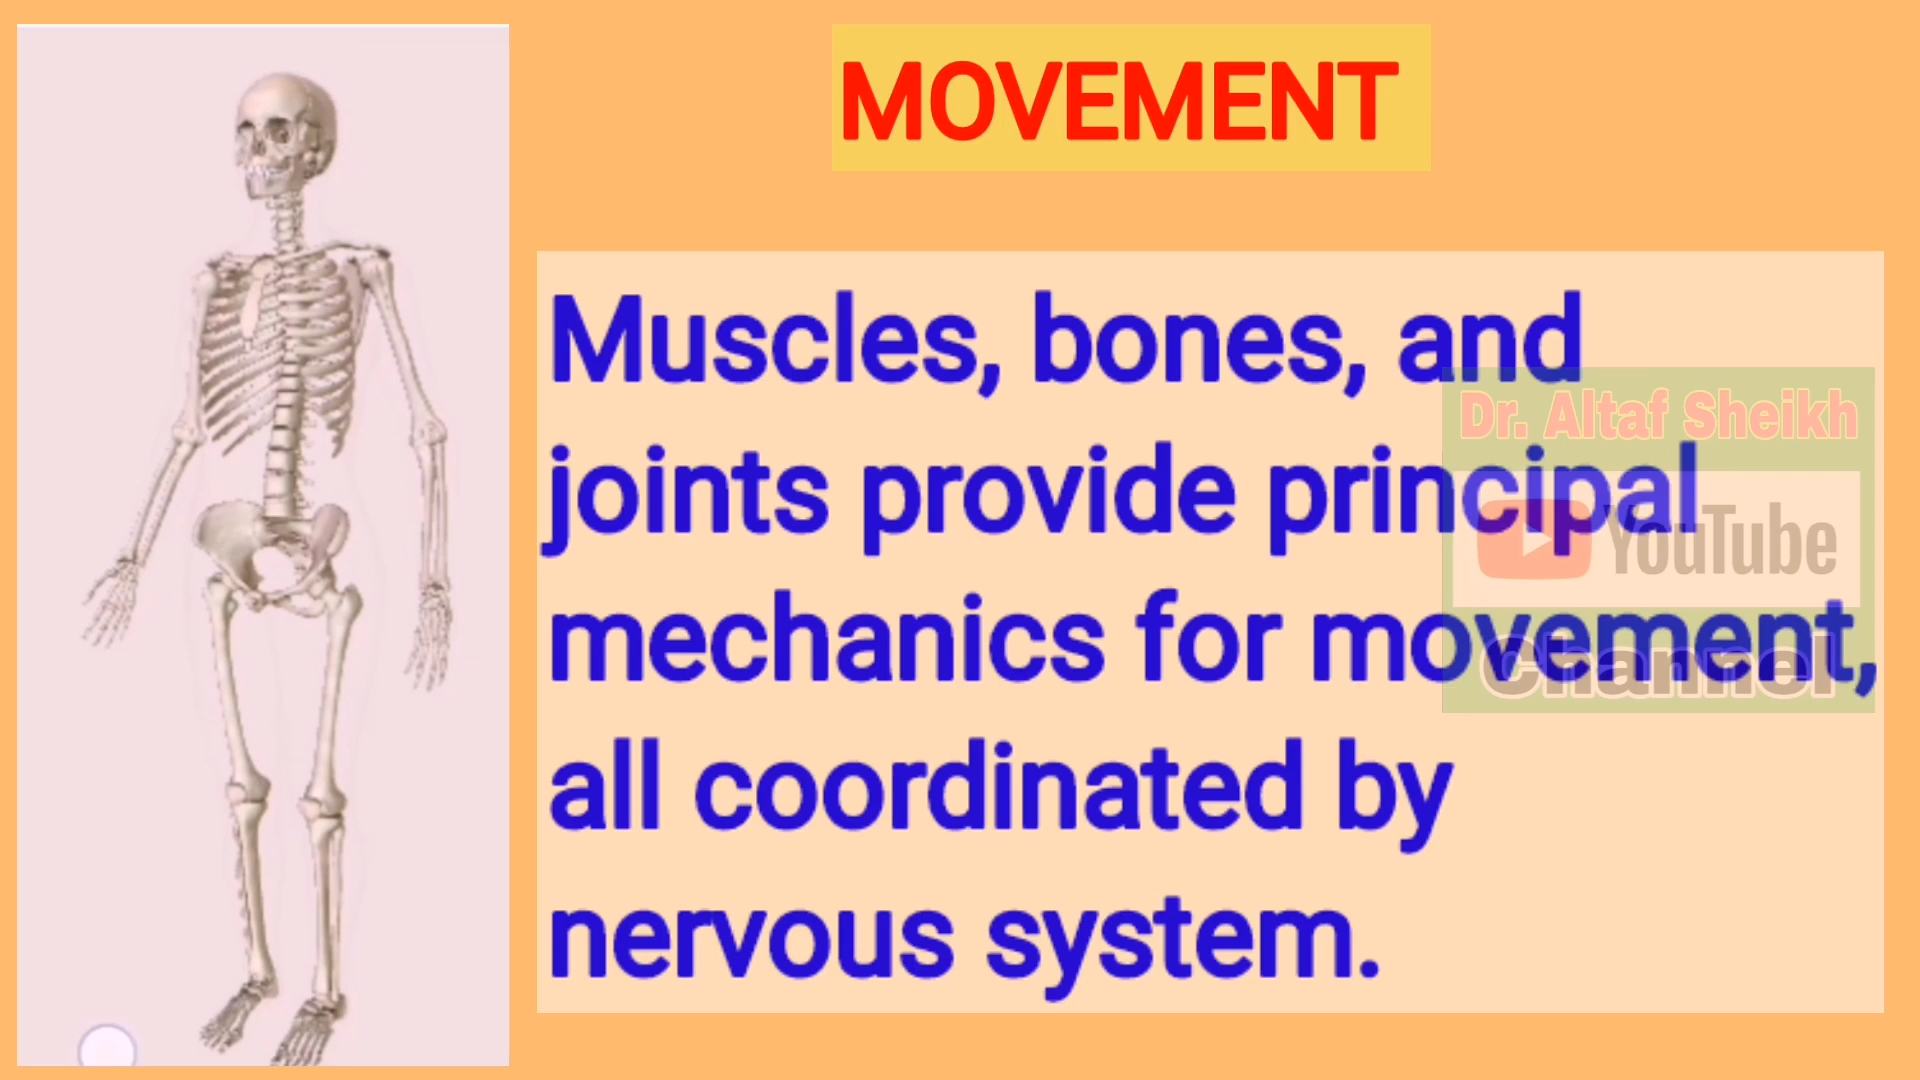 MOVEMENT
Muscles, bones, and
joints provide principal
mechanics for movement,
all coordinated by
nervous system.
Dr. Altaf Sheikh
YouTube
Channel